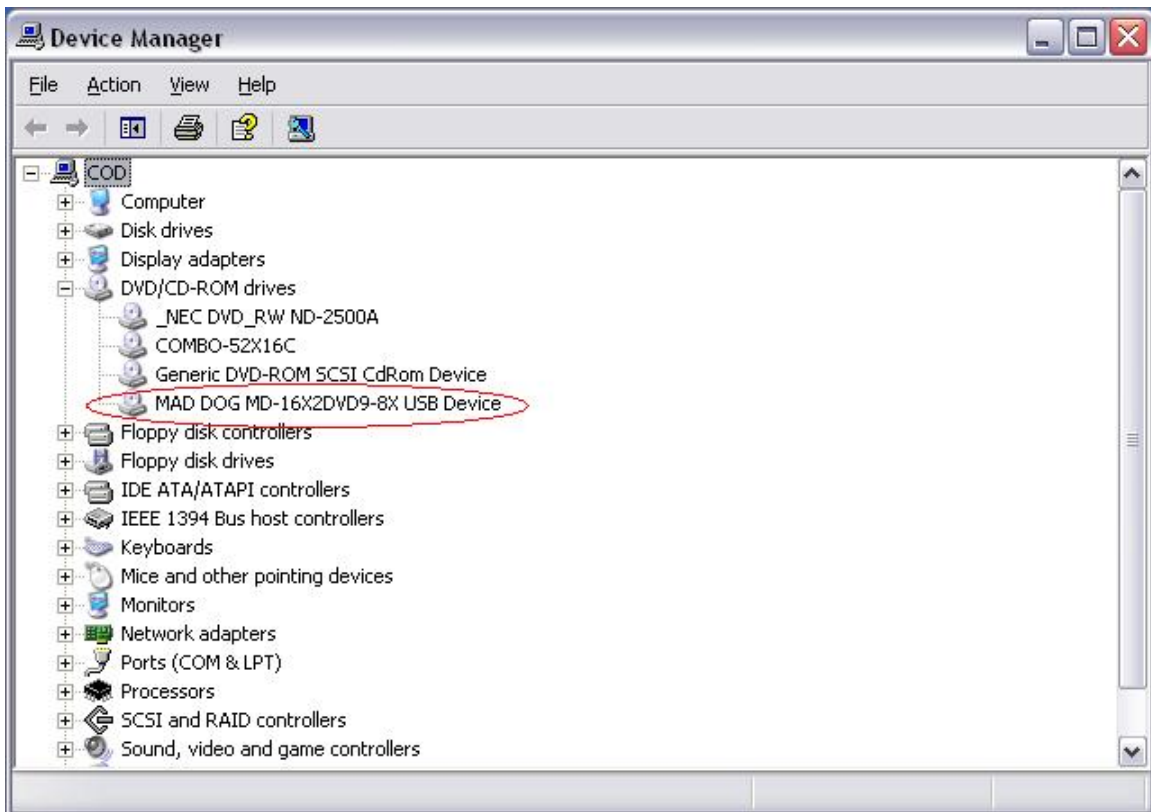 Device Manager
File Action View Help
COD
Computer
Disk drives
Display adapters
DVD/CD-ROM drives
_NEC DVD_RW ND-2500A
COMBO-52X16C
Generic DVD-ROM SCSI CdRom Device
MAD DOG MD-16X2DVD9-8X USB Device
Floppy disk controllers
Floppy disk drives
IDE ATA/ATAPI controllers
IEEE 1394 Bus host controllers
Keyboards
Mice and other pointing devices
Monitors
Network adapters
Ports (COM & LPT)
Processors
SCSI and RAID controllers
Sound, video and game controllers